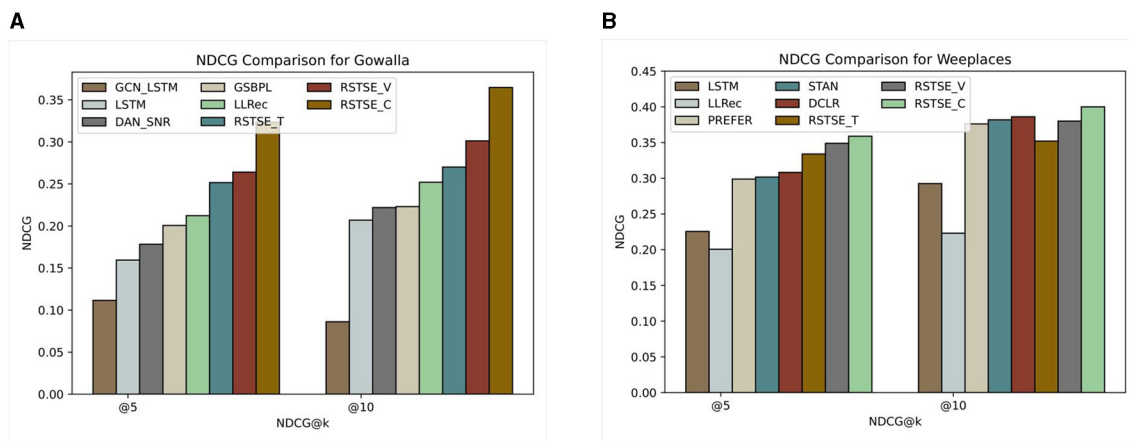 A
NDCG Comparison for Gowalla
GCN_LSTM GSBPL RSTSE_V
LSTM LLRec RSTSE_C
DAN_SNR RSTSE_T
0.35
0.30
0.25
0.20
0.15
0.10
0.05
0.00
NDCG
@5 @10
NDCG@k
B
NDCG Comparison for Weeplaces
LSTM STAN RSTSE_V
LLRec DCLR RSTSE_C
PREFER RSTSE_T
0.45
0.40
0.35
0.30
0.25
0.20
0.15
0.10
0.05
0.00
NDCG
@5 @10
NDCG@k